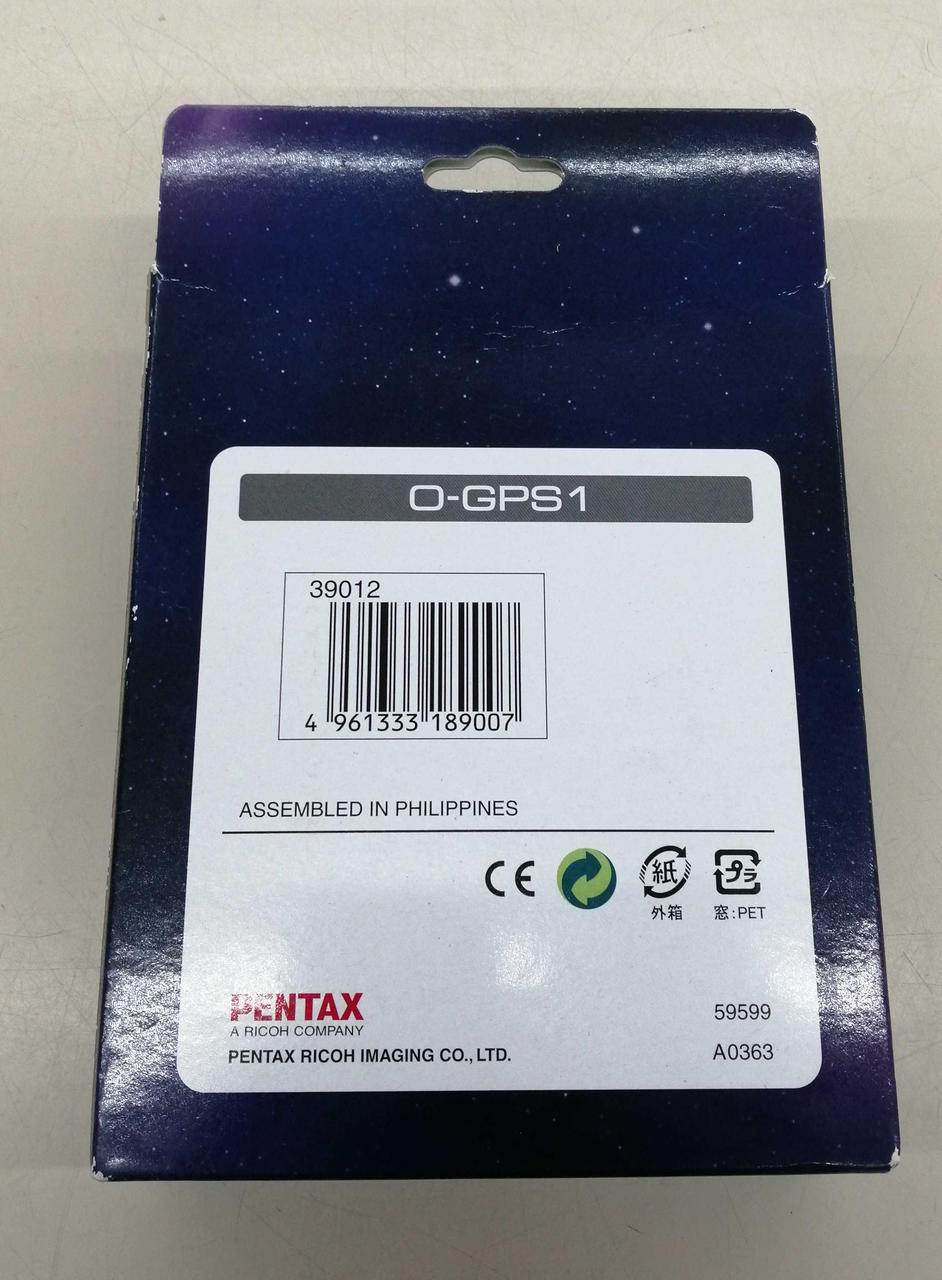 O-GPS1
39012
4 961333 189007
ASSEMBLED IN PHILIPPINES
CE 紙 プラ
外箱 窓:PET
PENTAX
A RICOH COMPANY
PENTAX RICOH IMAGING CO., LTD.
59599
A0363